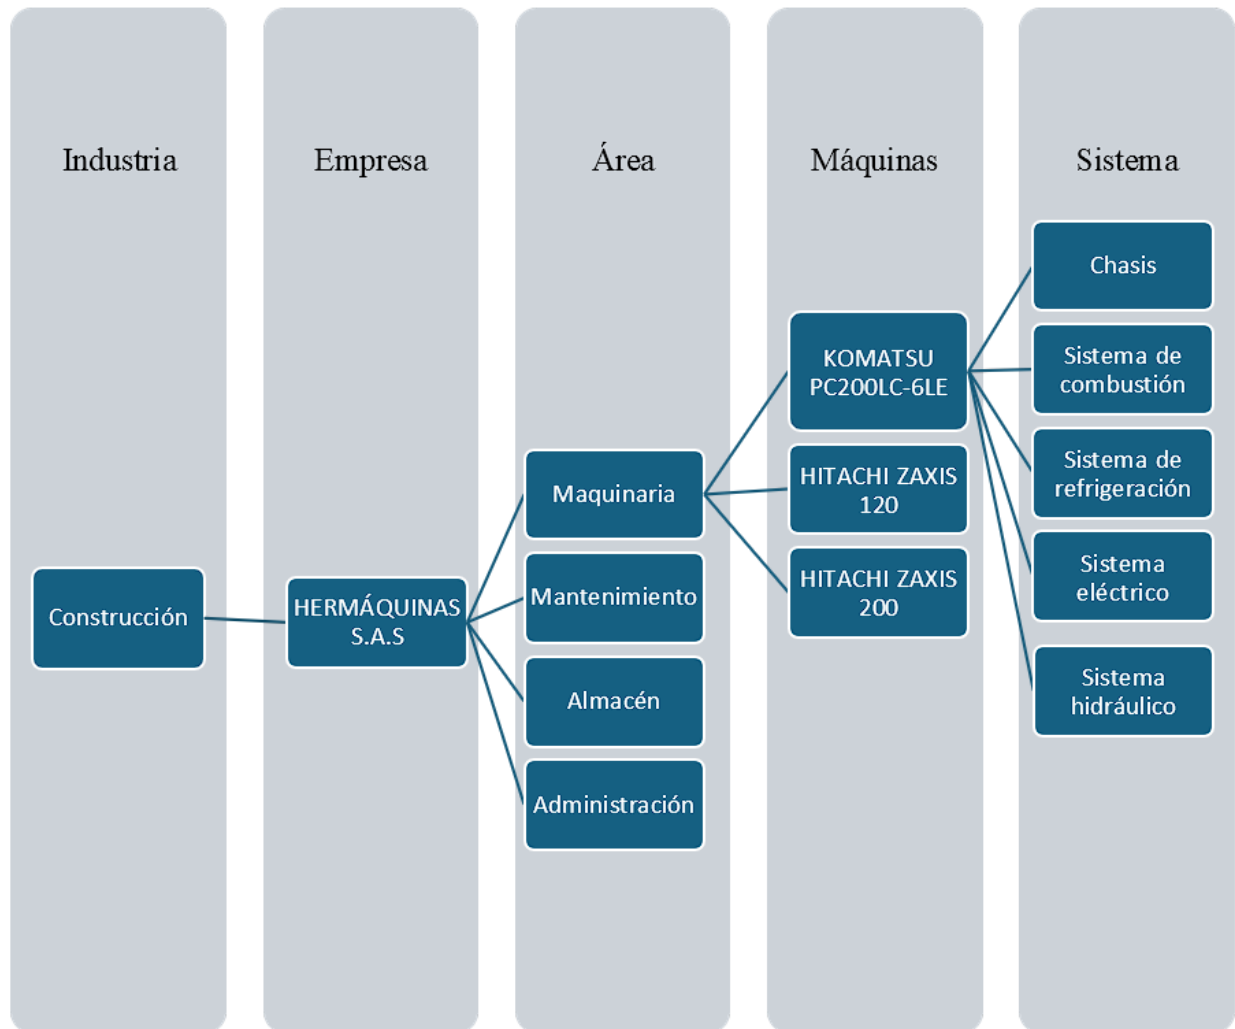 Industria
Empresa
Área
Máquinas
Sistema
Construcción
HERMÁQUINAS
S.A.S
Maquinaria
Mantenimiento
Almacén
Administración
KOMATSU
PC200LC-6LE
HITACHI ZAXIS
120
HITACHI ZAXIS
200
Chasis
Sistema de
combustión
Sistema de
refrigeración
Sistema
eléctrico
Sistema
hidráulico